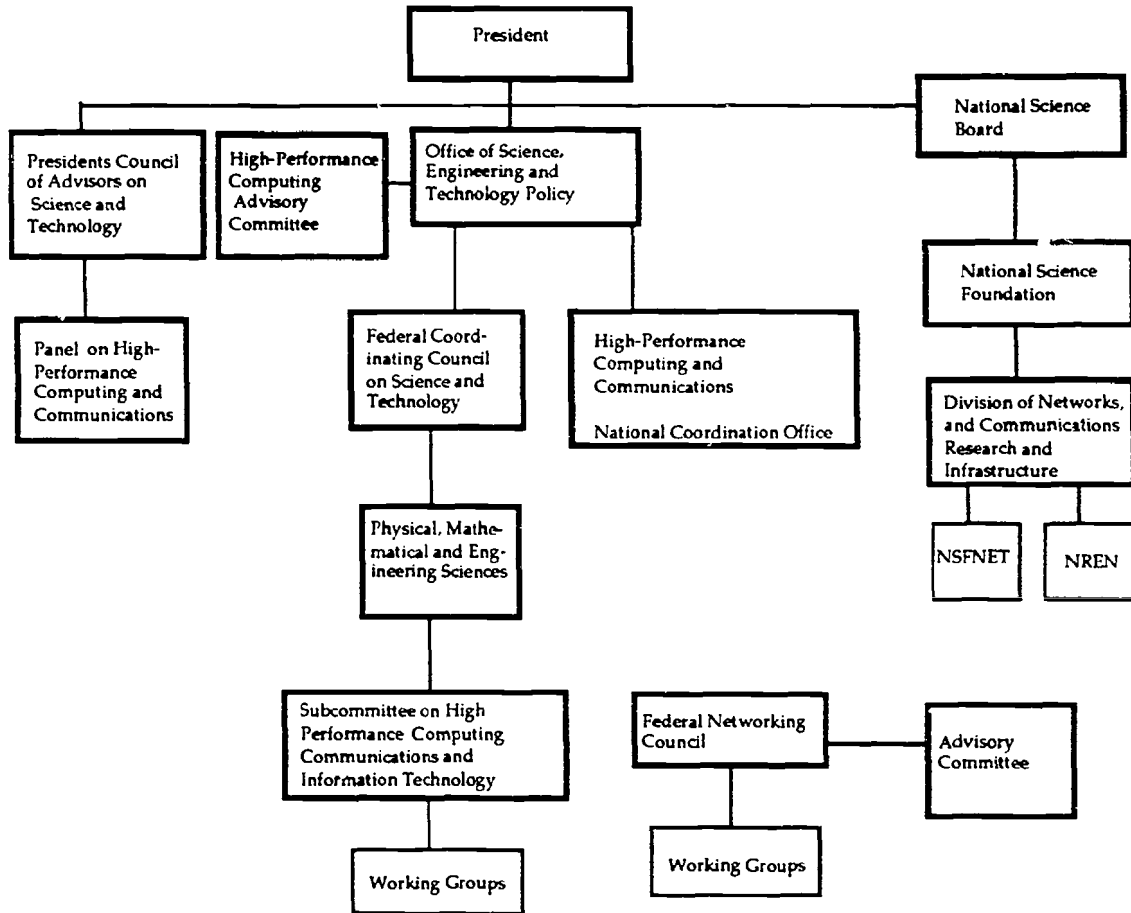 President
National Science
Board
Presidents Council
of Advisors on
Science and
Technology
High-Performance
Computing
Advisory
Committee
Office of Science,
Engineering and
Technology Policy
National Science
Foundation
Panel on High-
Performance
Computing and
Communications
Federal Coord-
inating Council
on Science and
Technology
High-Performance
Computing and
Communications
National Coordination Office
Division of Networks,
and Communications
Research and
Infrastructure
Physical, Mathe-
matical and Eng-
ineering Sciences
NSFNET
NREN
Subcommittee on High
Performance Computing
Communications and
Information Technology
Federal Networking
Council
Advisory
Committee
Working Groups
Working Groups